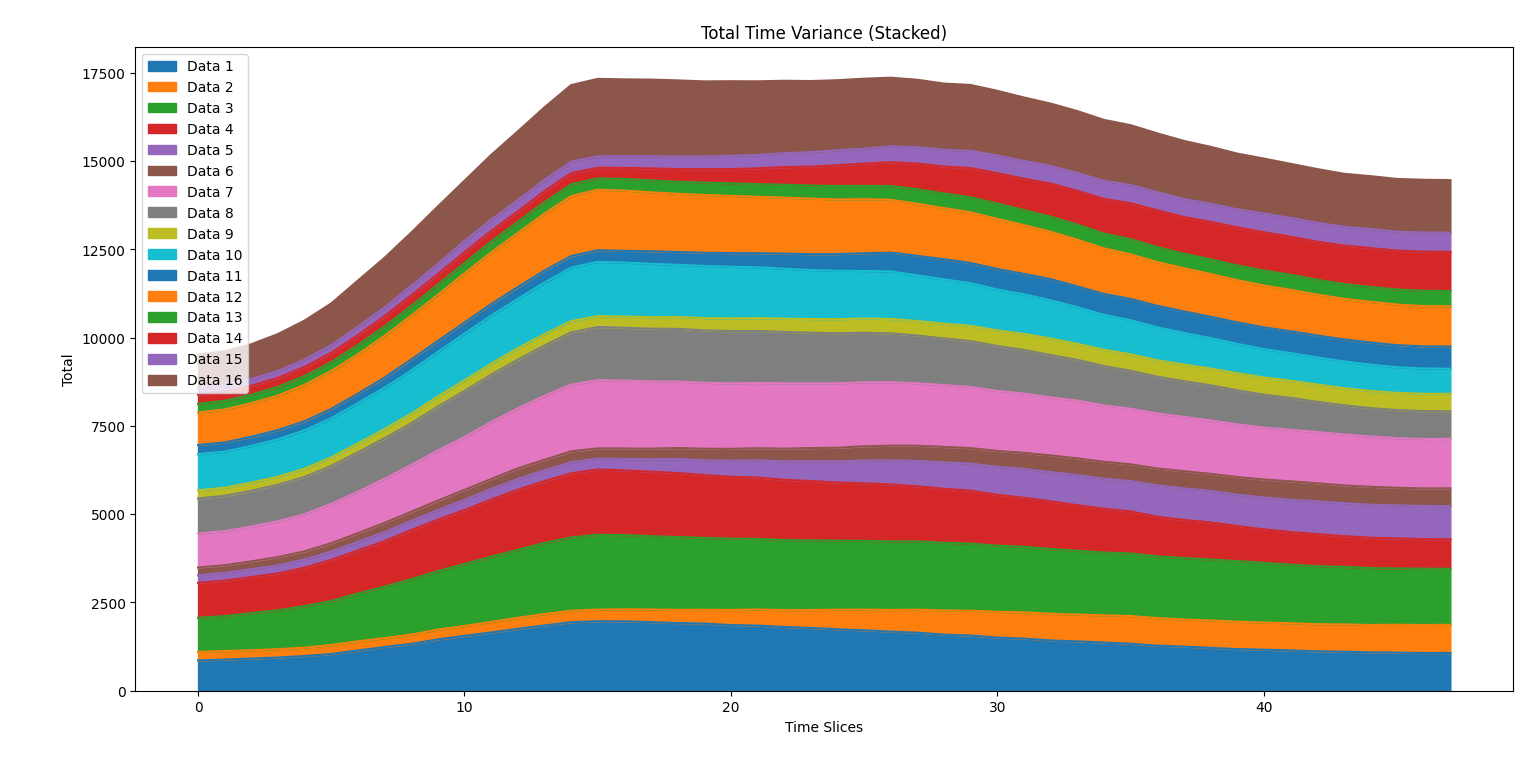 Total Time Variance (Stacked)
17500
15000
12500
10000
7500
5000
2500
0
Total
Data 1
Data 2
Data 3
Data 4
Data 5
Data 6
Data 7
Data 8
Data 9
Data 10
Data 11
Data 12
Data 13
Data 14
Data 15
Data 16
0 10 20 30 40
Time Slices